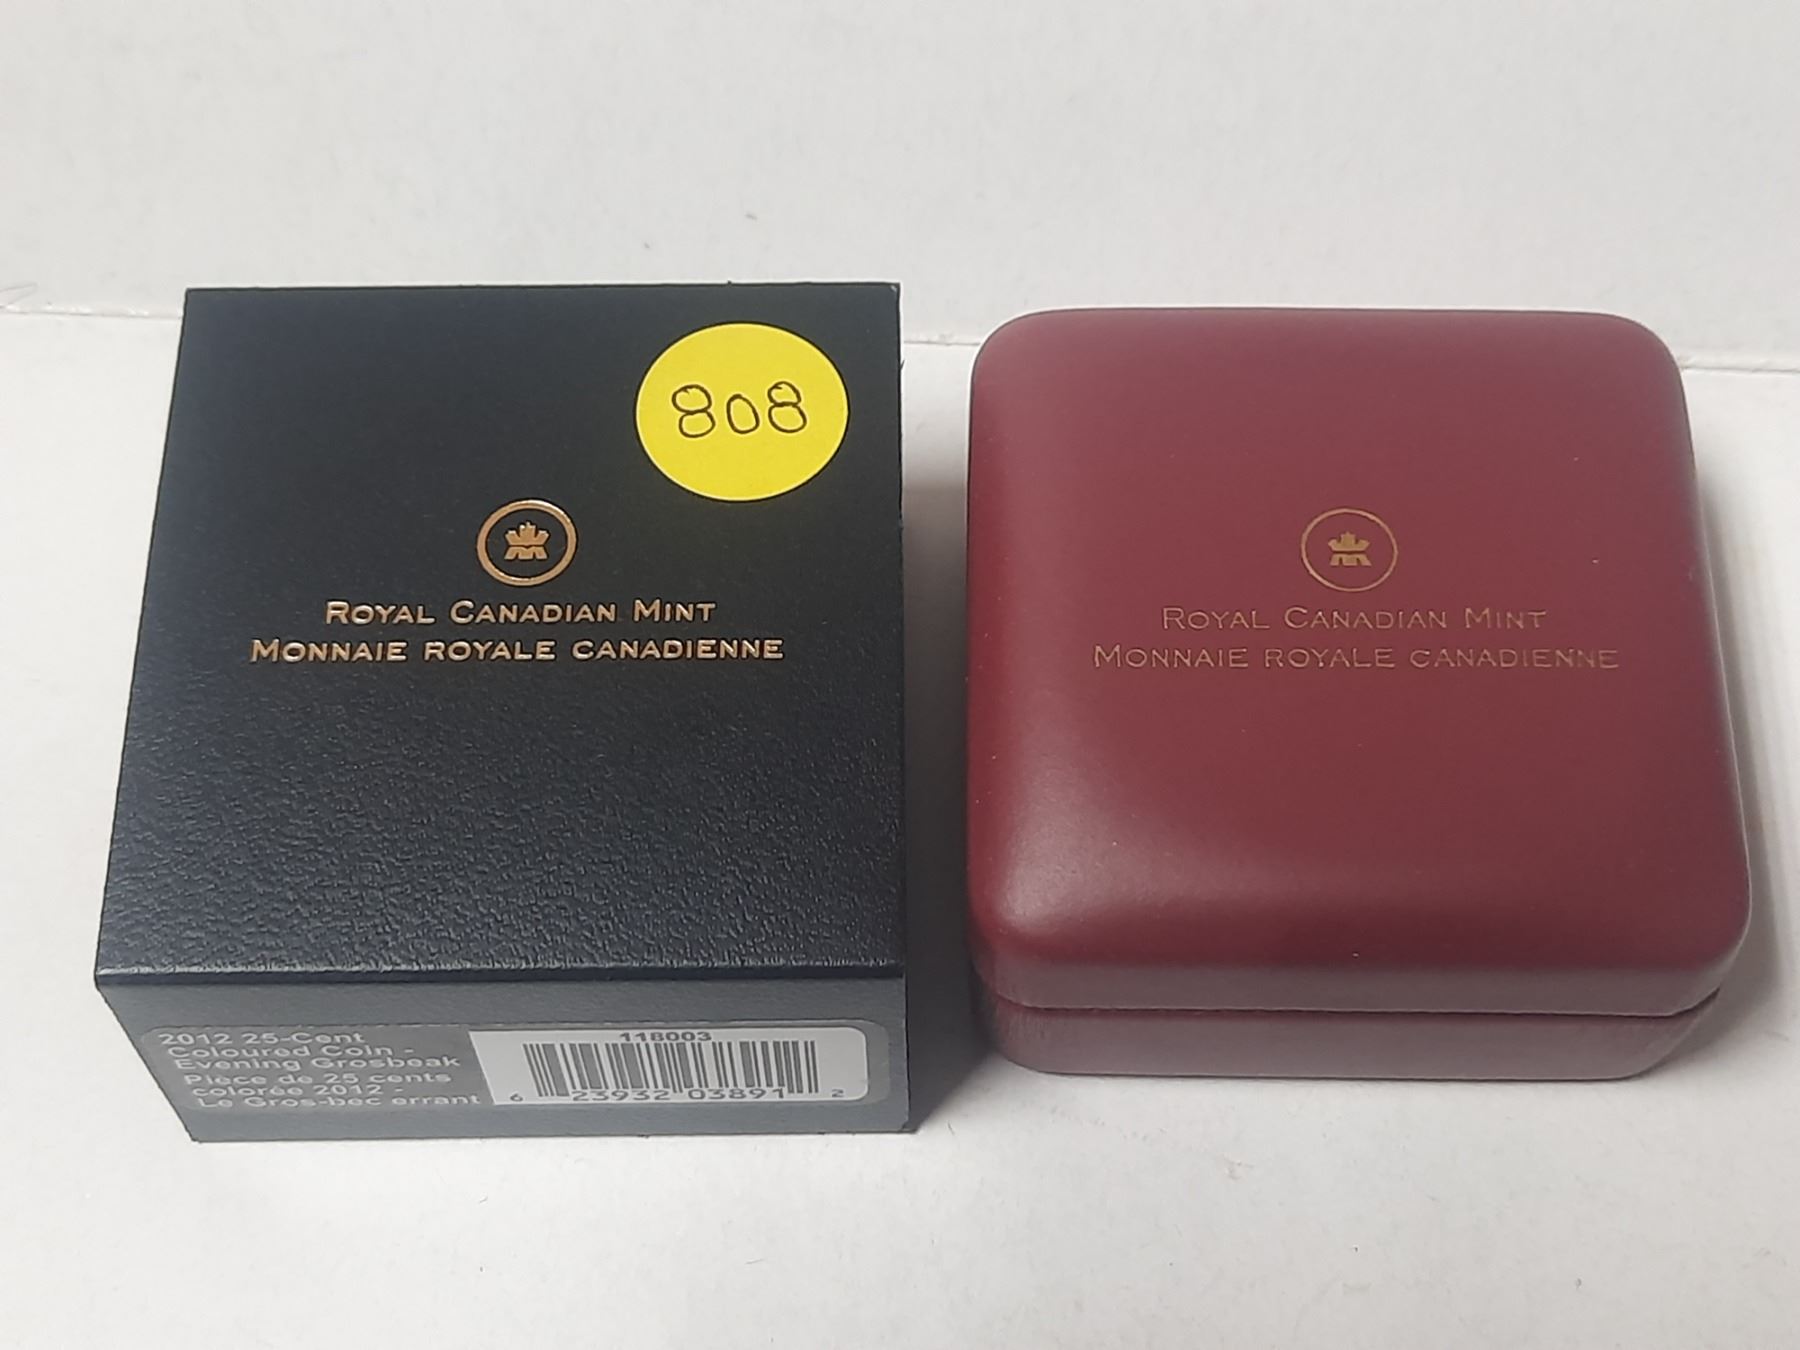 808
ROYAL CANADIAN MINT
MONNAIE ROYALE CANADIENNE
2012 25-Cent
Coloured Coin -
Evening Grosbeak
Pièce de 25 cents
colorée 2012 -
Le Gros-bec errant
118003
6 23932 03891 2
ROYAL CANADIAN MINT
MONNAIE ROYALE CANADIENNE